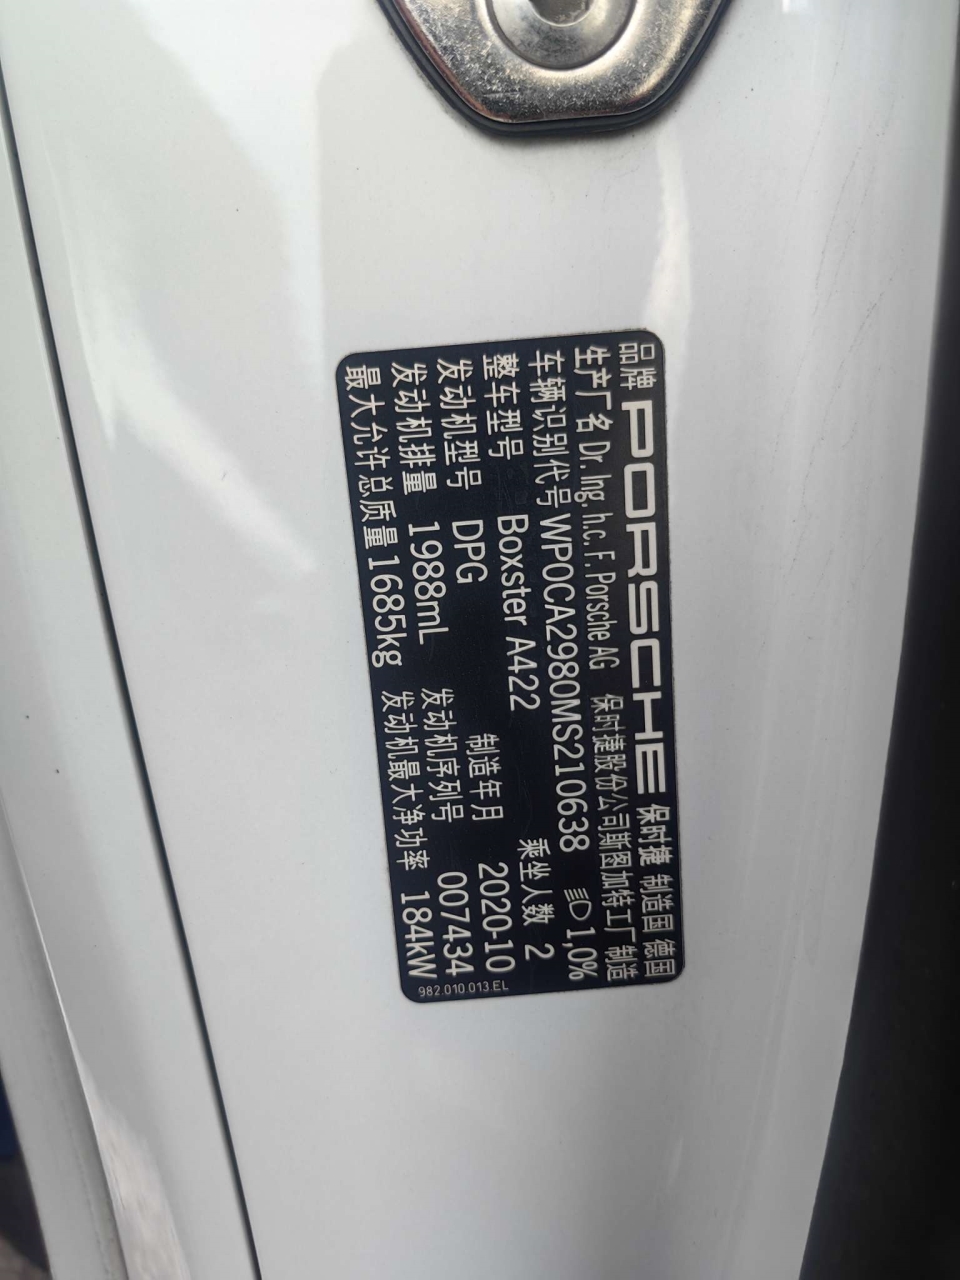 品牌 PORSCHE 保时捷 制造国 德国
生产厂名 Dr. Ing. h.c. F. Porsche AG 保时捷股份公司斯图加特工厂 制造
车辆识别代号 WP0CA2980MS210638 1,0%
整车型号 Boxster A422 乘坐人数 2
发动机型号 DPG 制造年月 2020-10
发动机排量 1988mL 发动机序列号 007434
最大允许总质量 1685kg 发动机最大净功率 184kW
982.010.013.EL